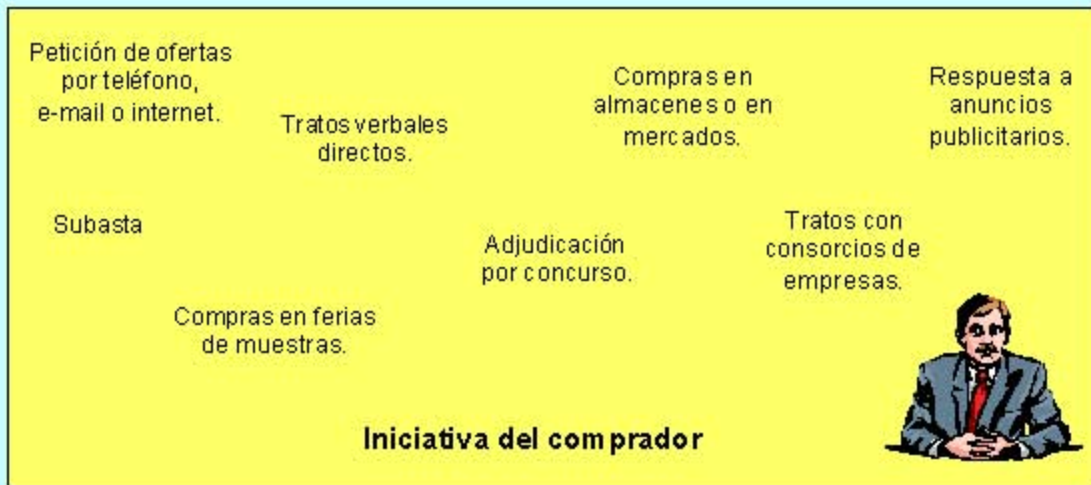 Petición de ofertas
por teléfono,
e-mail o internet.
Tratos verbales
directos.
Compras en
almacenes o en
mercados.
Respuesta a
anuncios
publicitarios.
Subasta
Adjudicación
por concurso.
Tratos con
consorcios de
empresas.
Compras en ferias
de muestras.
Iniciativa del comprador